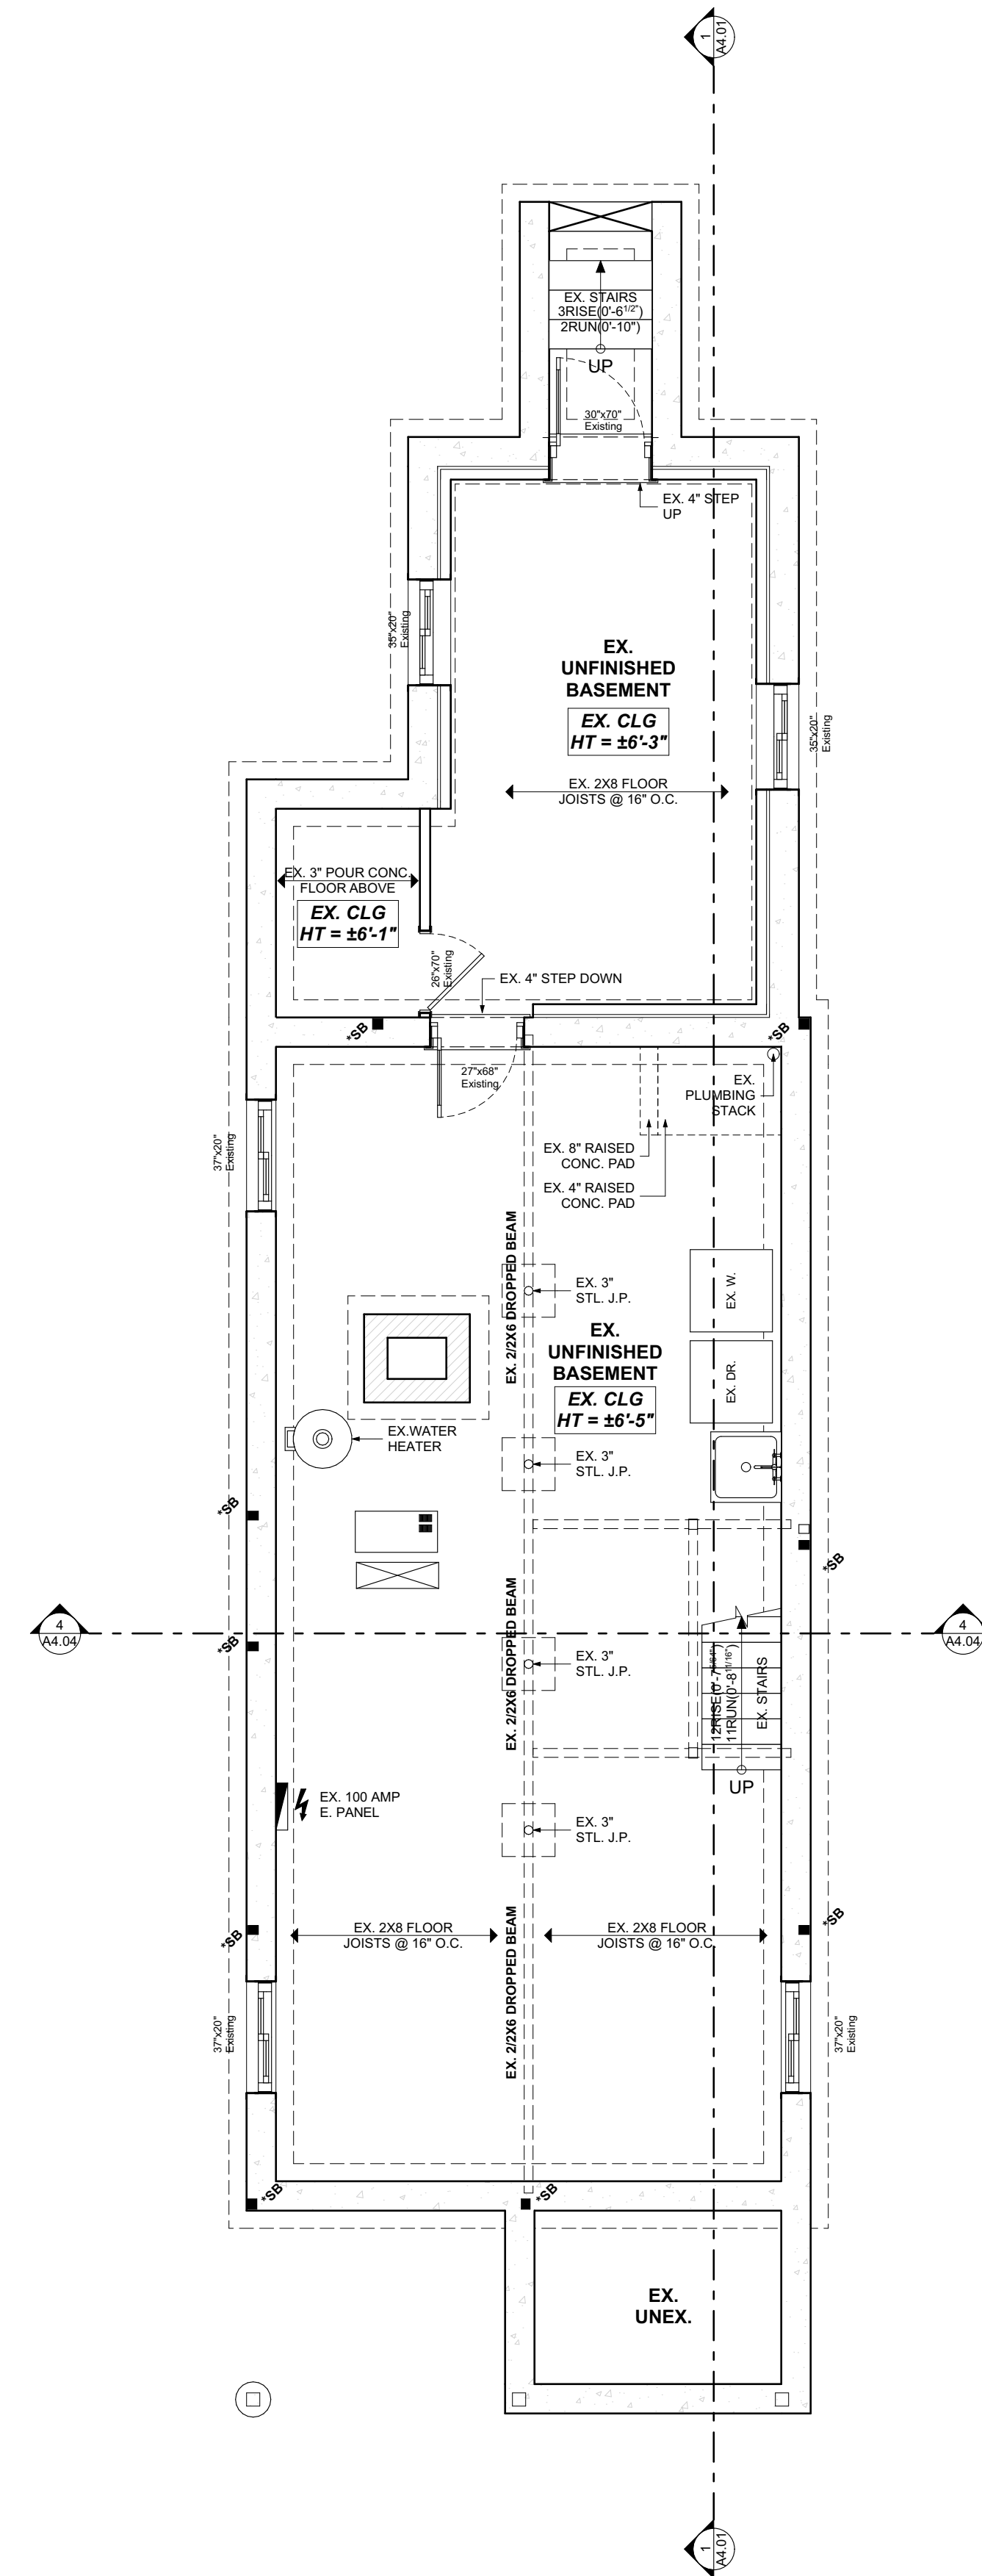 1
A4.01
EX. STAIRS
3RISE(0'-6 1/2")
2RUN(0'-10")
UP
30"x70"
Existing
EX. 4" STEP
UP
35"x20"
Existing
EX.
UNFINISHED
BASEMENT
EX. CLG
HT = ±6'-3"
35"x20"
Existing
EX. 2X8 FLOOR
JOISTS @ 16" O.C.
EX. 3" POUR CONC.
FLOOR ABOVE
EX. CLG
HT = ±6'-1"
26"x70"
Existing
EX. 4" STEP DOWN
*SB
*SB
27"x68"
Existing
EX.
PLUMBING
STACK
37"x20"
Existing
EX. 8" RAISED
CONC. PAD
EX. 4" RAISED
CONC. PAD
EX. 2/2X6 DROPPED BEAM
EX. 3"
STL. J.P.
EX. W.
EX.
UNFINISHED
BASEMENT
EX. CLG
HT = ±6'-5"
EX. DR.
EX.WATER
HEATER
EX. 3"
STL. J.P.
*SB
*SB
4
A4.04
*SB
EX. 2/2X6 DROPPED BEAM
EX. 3"
STL. J.P.
11RUN(0'-8 11/16")
EX. STAIRS
4
A4.04
UP
EX. 100 AMP
E. PANEL
EX. 3"
STL. J.P.
*SB
EX. 2X8 FLOOR
JOISTS @ 16" O.C.
EX. 2/2X6 DROPPED BEAM
EX. 2X8 FLOOR
JOISTS @ 16" O.C.
*SB
37"x20"
Existing
37"x20"
Existing
*SB
*SB
EX.
UNEX.
1
A4.01